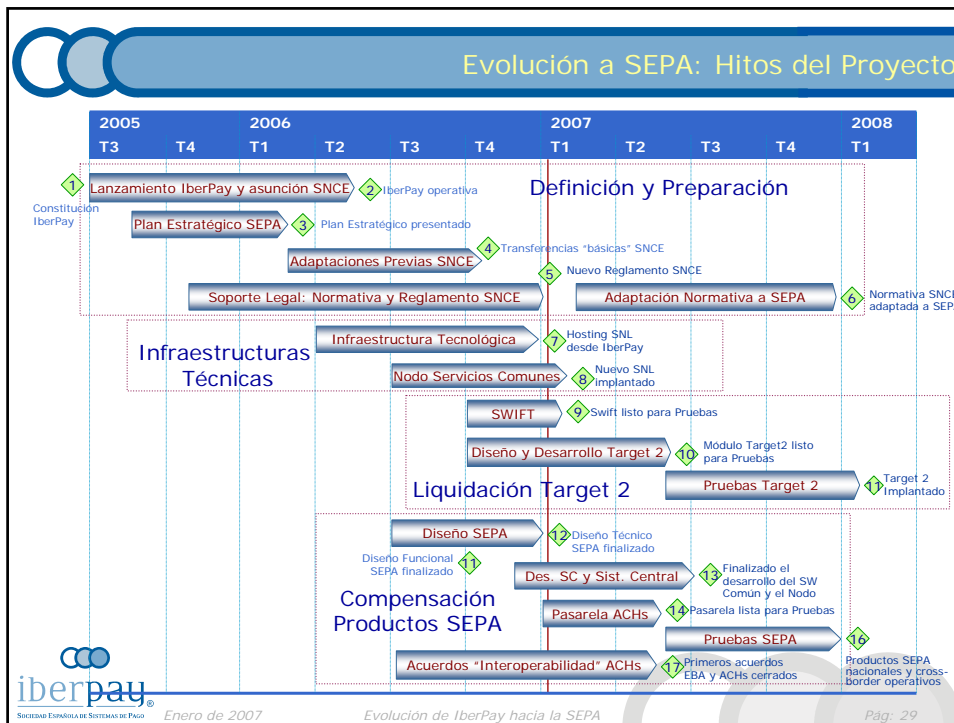 Evolución a SEPA: Hitos del Proyecto
2005 2006 2007 2008
T3 T4 T1 T2 T3 T4 T1 T2 T3 T4 T1
1 Lanzamiento IberPay y asunción SNCE 2 IberPay operativa
Definición y Preparación
Constitución
IberPay
Plan Estratégico SEPA 3 Plan Estratégico presentado
4 Transferencias "básicas" SNCE
Adaptaciones Previas SNCE
5 Nuevo Reglamento SNCE
Soporte Legal: Normativa y Reglamento SNCE
Adaptación Normativa a SEPA 6 Normativa SNCE
adaptada a SEPA
Infraestructuras
Técnicas
Infraestructura Tecnológica 7 Hosting SNL
desde IberPay
Nodo Servicios Comunes 8 Nuevo SNL
implantado
SWIFT 9 Swift listo para Pruebas
Diseño y Desarrollo Target 2 10 Módulo Target2 listo
para Pruebas
Liquidación Target 2
Pruebas Target 2 11 Target 2
Implantado
Diseño SEPA 12 Diseño Técnico
SEPA finalizado
Diseño Funcional
SEPA finalizado 11
Compensación
Productos SEPA
Des. SC y Sist. Central 13 Finalizado el
desarrollo del SW
Común y el Nodo
Pasarela ACHs 14 Pasarela lista para Pruebas
Pruebas SEPA 16
Productos SEPA
nacionales y cross-
border operativos
Acuerdos "Interoperabilidad" ACHs 17 Primeros acuerdos
EBA y ACHs cerrados
iberpay®
SOCIEDAD ESPAÑOLA DE SISTEMAS DE PAGO
Enero de 2007 Evolución de IberPay hacia la SEPA Pág: 29